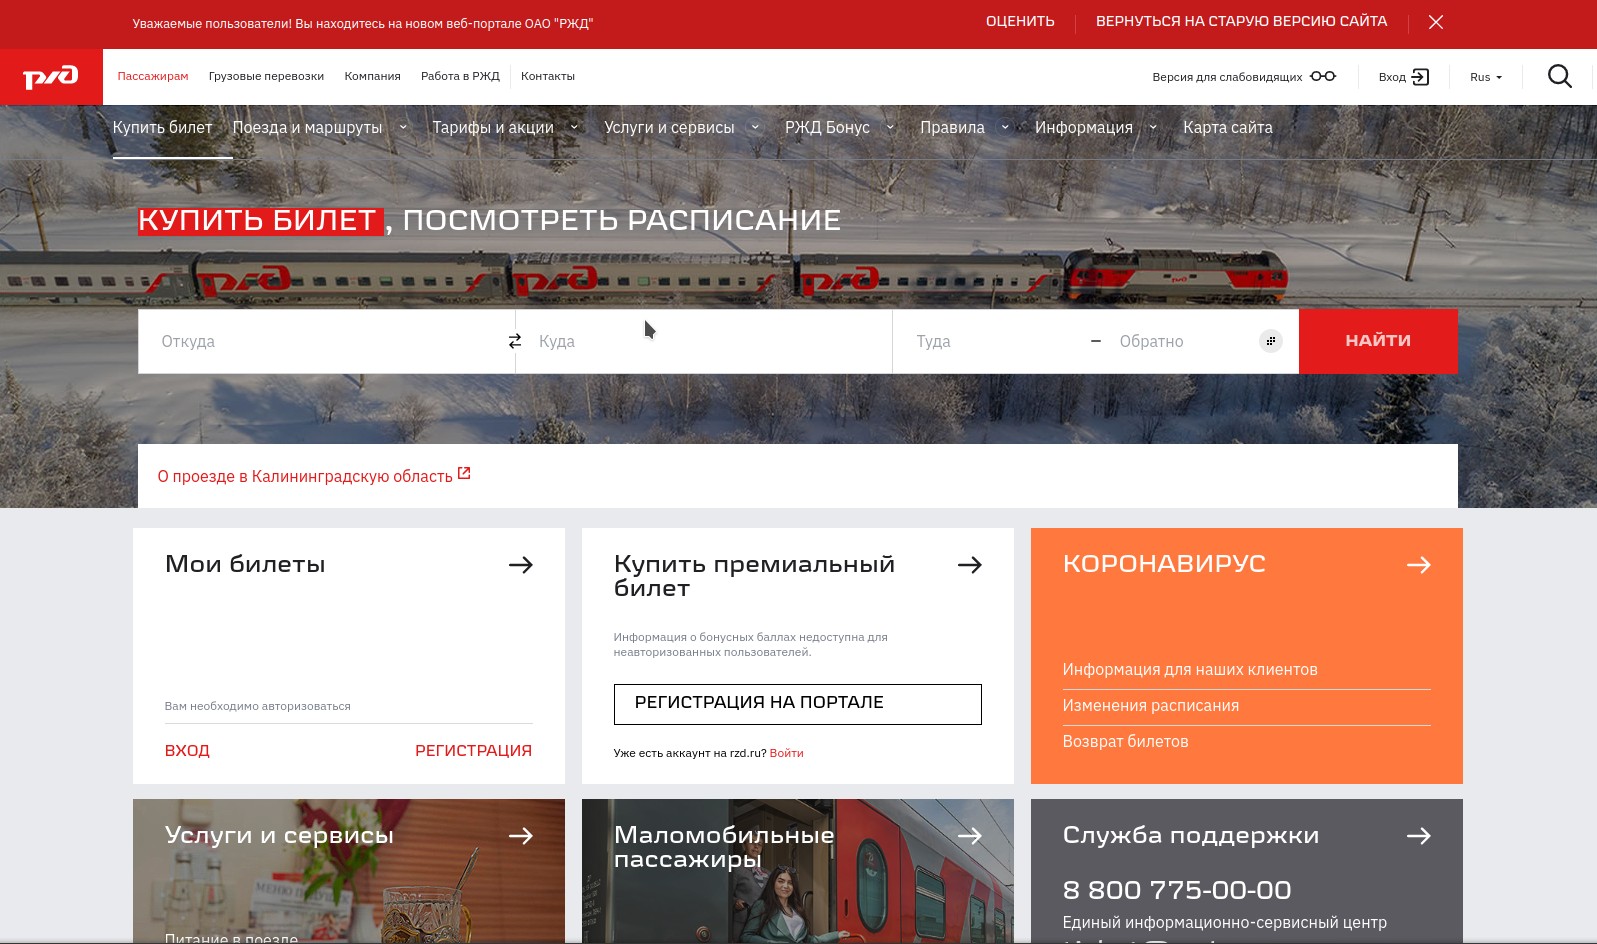 Уважаемые пользователи! Вы находитесь на новом веб-портале ОАО "РЖД"
ОЦЕНИТЬ
ВЕРНУТЬСЯ НА СТАРУЮ ВЕРСИЮ САЙТА
ржд
Пассажирам
Грузовые перевозки
Компания
Работа в РЖД
Контакты
Версия для слабовидящих
Вход
Rus
Купить билет
Поезда и маршруты
Тарифы и акции
Услуги и сервисы
РЖД Бонус
Правила
Информация
Карта сайта
КУПИТЬ БИЛЕТ , ПОСМОТРЕТЬ РАСПИСАНИЕ
Откуда
Куда
Туда
–
Обратно
НАЙТИ
О проезде в Калининградскую область
Мои билеты
Вам необходимо авторизоваться
ВХОД
РЕГИСТРАЦИЯ
Купить премиальный
билет
Информация о бонусных баллах недоступна для
неавторизованных пользователей.
РЕГИСТРАЦИЯ НА ПОРТАЛЕ
Уже есть аккаунт на rzd.ru? Войти
КОРОНАВИРУС
Информация для наших клиентов
Изменения расписания
Возврат билетов
Услуги и сервисы
Питание в поезде
Маломобильные
пассажиры
Служба поддержки
8 800 775-00-00
Единый информационно-сервисный центр